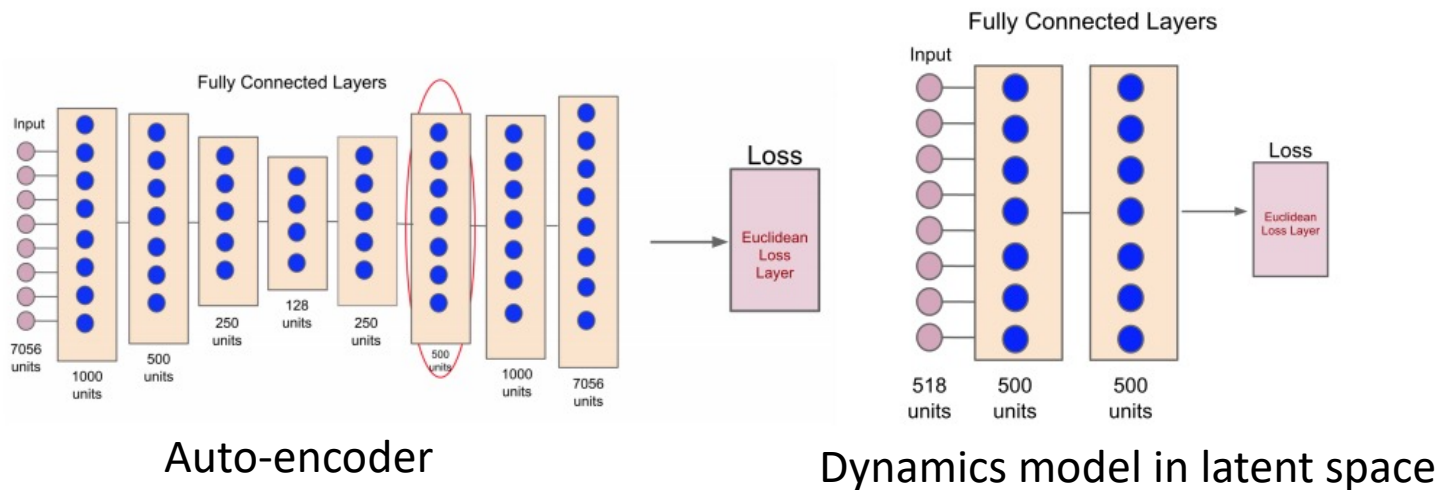 Fully Connected Layers
Input
7056
units
1000
units
500
units
250
units
128
units
250
units
500
units
1000
units
7056
units
Loss
Euclidean
Loss
Layer
Auto-encoder
Fully Connected Layers
Input
518
units
500
units
500
units
Loss
Euclidean
Loss Layer
Dynamics model in latent space